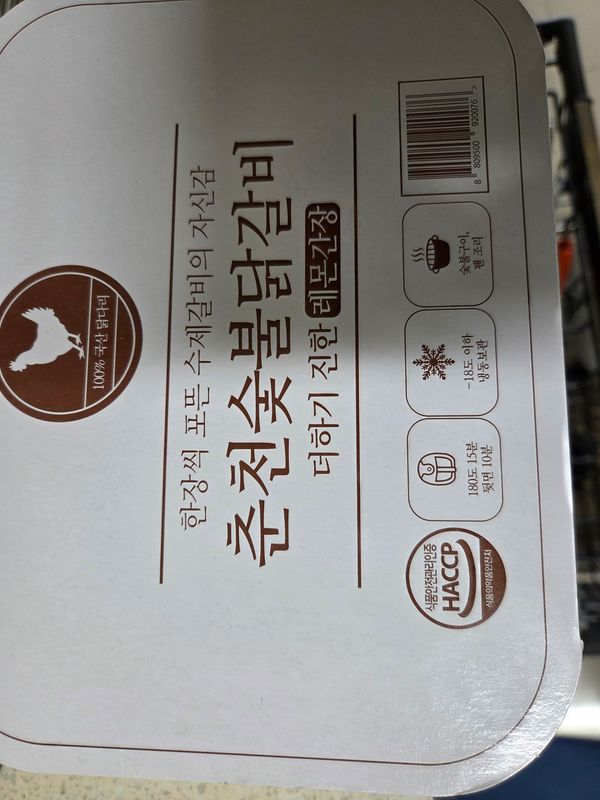 100% 국산 닭다리
한장씩 포뜬 수제갈비의 자신감
춘천숯불닭갈비
더하기 진한 레몬간장
식품안전관리인증
HACCP
식품의약품안전처
180도 15분
뒷면 10분
-18도 이하
냉동보관
숯불구이,
팬 조리
8 809500 920076 >